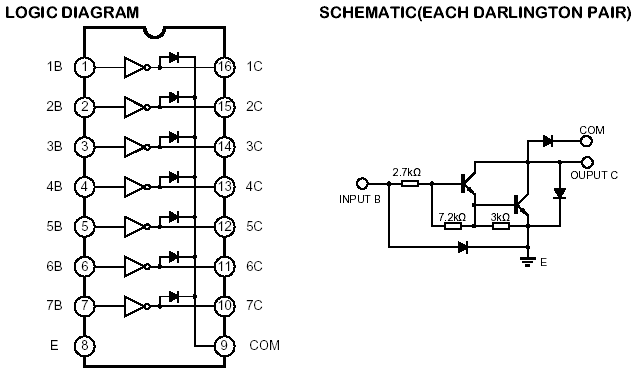 LOGIC DIAGRAM
SCHEMATIC(EACH DARLINGTON PAIR)
1B 1 16 1C
2B 2 15 2C
3B 3 14 3C
4B 4 13 4C
5B 5 12 5C
6B 6 11 6C
7B 7 10 7C
E 8 9 COM
COM
2.7kΩ
OUPUT C
INPUT B
7.2kΩ 3kΩ
E